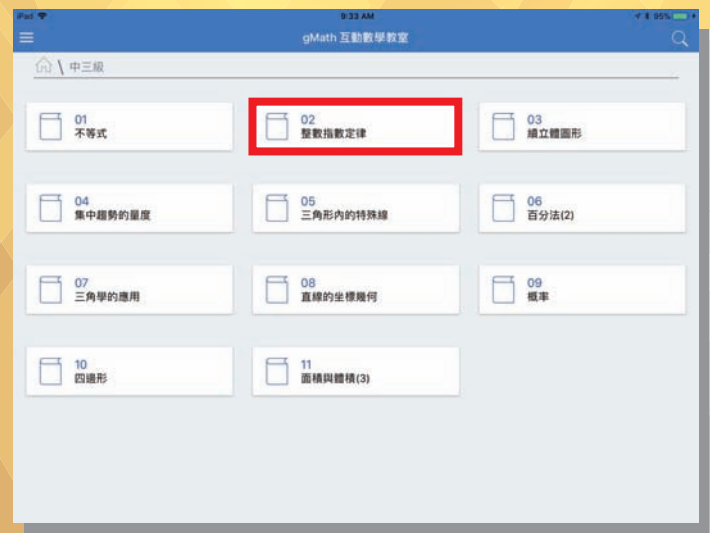 iPad
9:33 AM
95%
gMath 互動數學教室
\ 中三級
01
不等式
02
整數指數定律
03
續立體圖形
04
集中趨勢的量度
05
三角形內的特殊線
06
百分法(2)
07
三角學的應用
08
直線的坐標幾何
09
概率
10
四邊形
11
面積與體積(3)